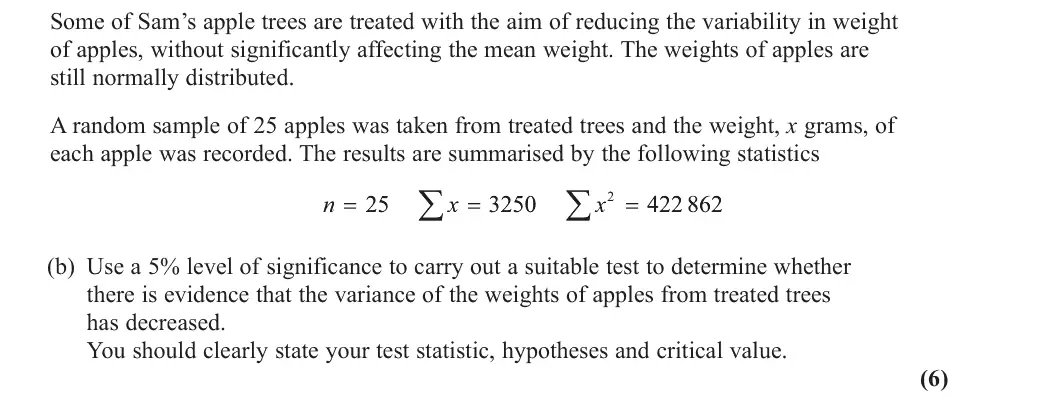 Some of Sam's apple trees are treated with the aim of reducing the variability in weight
of apples, without significantly affecting the mean weight. The weights of apples are
still normally distributed.
A random sample of 25 apples was taken from treated trees and the weight, x grams, of
each apple was recorded. The results are summarised by the following statistics
n = 25 ∑x = 3250 ∑x² = 422 862
(b) Use a 5% level of significance to carry out a suitable test to determine whether
there is evidence that the variance of the weights of apples from treated trees
has decreased.
You should clearly state your test statistic, hypotheses and critical value.
(6)